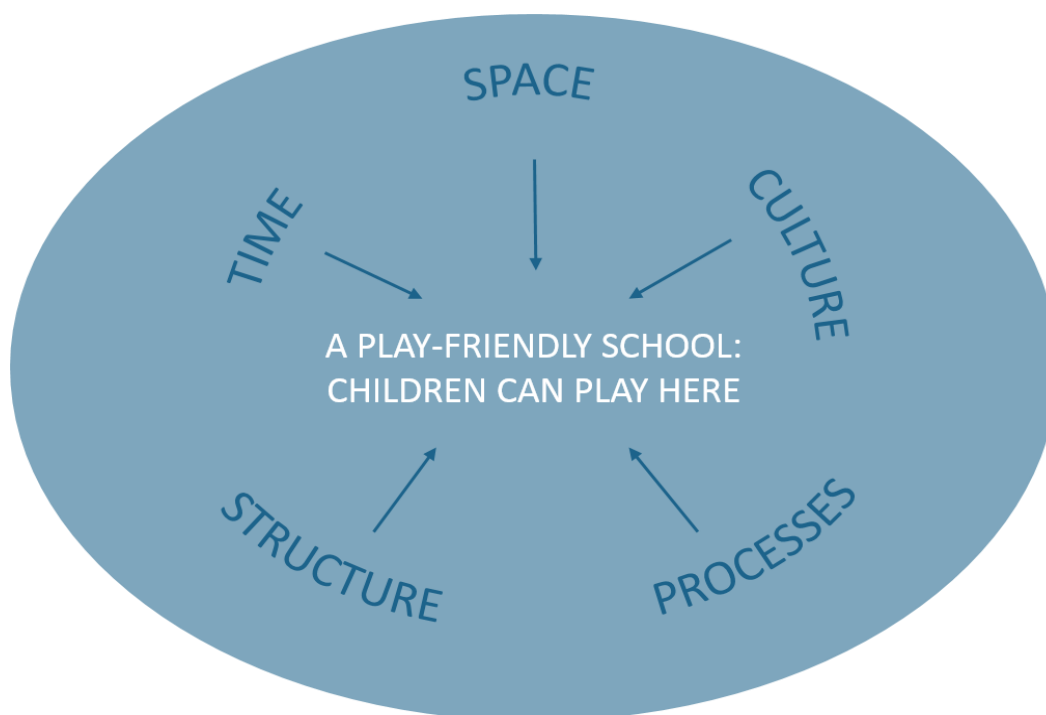 SPACE
TIME
CULTURE
A PLAY-FRIENDLY SCHOOL:
CHILDREN CAN PLAY HERE
STRUCTURE
PROCESSES